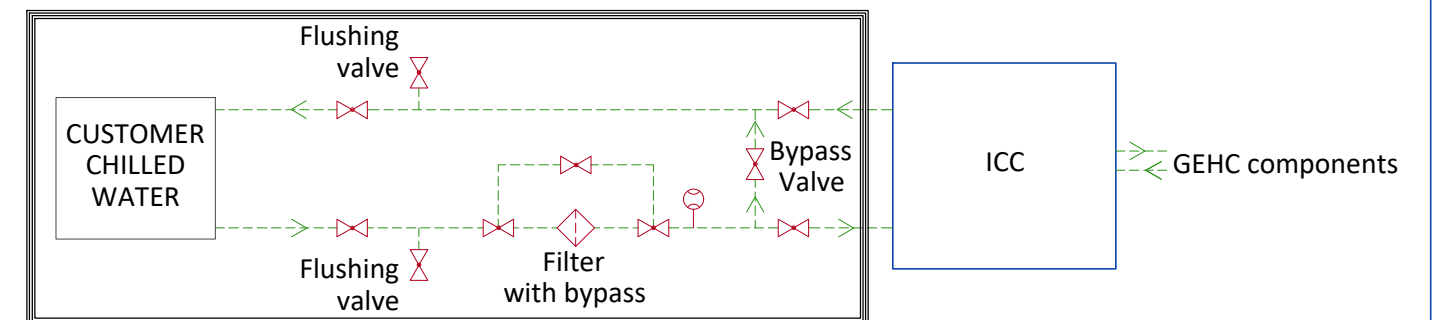 Flushing
valve
CUSTOMER
CHILLED
WATER
Bypass
Valve
ICC
GEHC components
Flushing
valve
Filter
with bypass